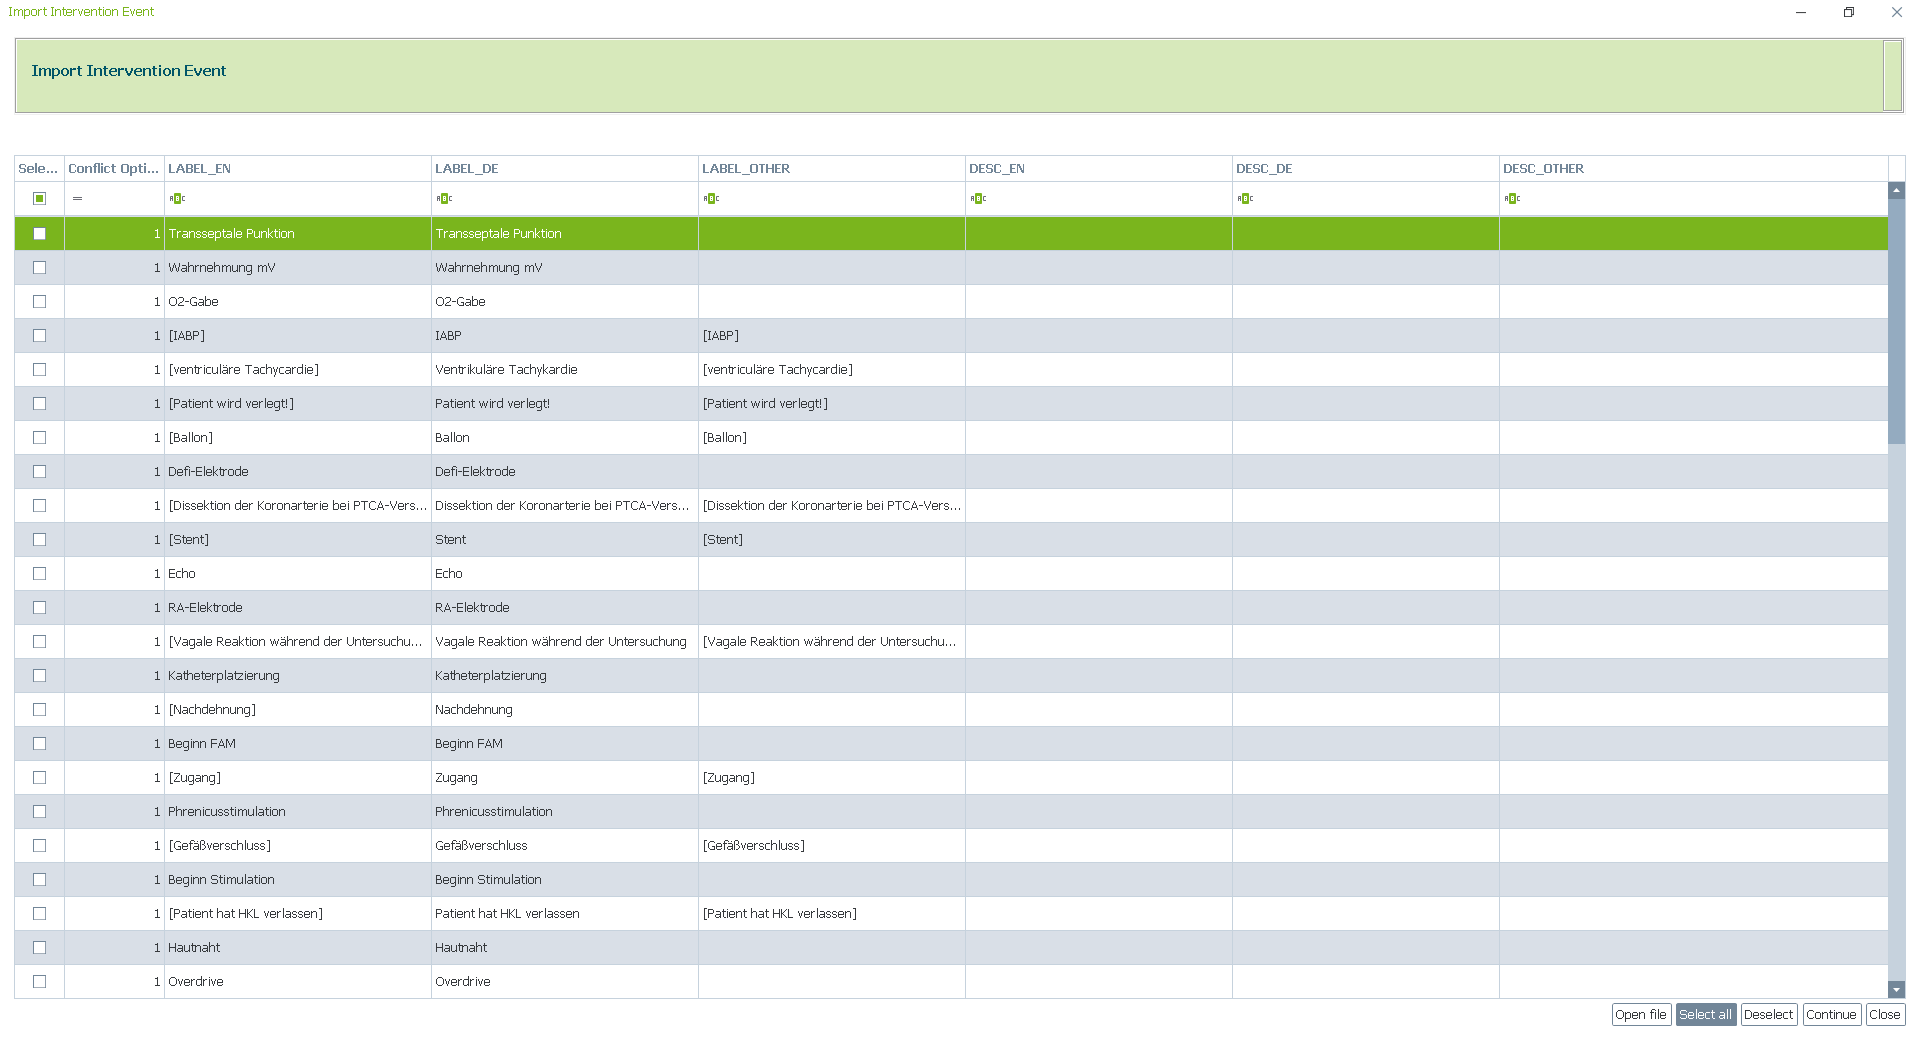 Import Intervention Event
Import Intervention Event
Sele... Conflict Opti... LABEL_EN LABEL_DE LABEL_OTHER DESC_EN DESC_DE DESC_OTHER
= ABC ABC ABC ABC ABC ABC
1 Transseptale Punktion Transseptale Punktion
1 Wahrnehmung mV Wahrnehmung mV
1 O2-Gabe O2-Gabe
1 [IABP] IABP [IABP]
1 [ventriculäre Tachycardie] Ventrikuläre Tachykardie [ventriculäre Tachycardie]
1 [Patient wird verlegt!] Patient wird verlegt! [Patient wird verlegt!]
1 [Ballon] Ballon [Ballon]
1 Defi-Elektrode Defi-Elektrode
1 [Dissektion der Koronarterie bei PTCA-Vers... Dissektion der Koronarterie bei PTCA-Vers... [Dissektion der Koronarterie bei PTCA-Vers...
1 [Stent] Stent [Stent]
1 Echo Echo
1 RA-Elektrode RA-Elektrode
1 [Vagale Reaktion während der Untersuchu... Vagale Reaktion während der Untersuchung [Vagale Reaktion während der Untersuchu...
1 Katheterplatzierung Katheterplatzierung
1 [Nachdehnung] Nachdehnung
1 Beginn FAM Beginn FAM
1 [Zugang] Zugang [Zugang]
1 Phrenicusstimulation Phrenicusstimulation
1 [Gefäßverschluss] Gefäßverschluss [Gefäßverschluss]
1 Beginn Stimulation Beginn Stimulation
1 [Patient hat HKL verlassen] Patient hat HKL verlassen [Patient hat HKL verlassen]
1 Hautnaht Hautnaht
1 Overdrive Overdrive
Open file Select all Deselect Continue Close